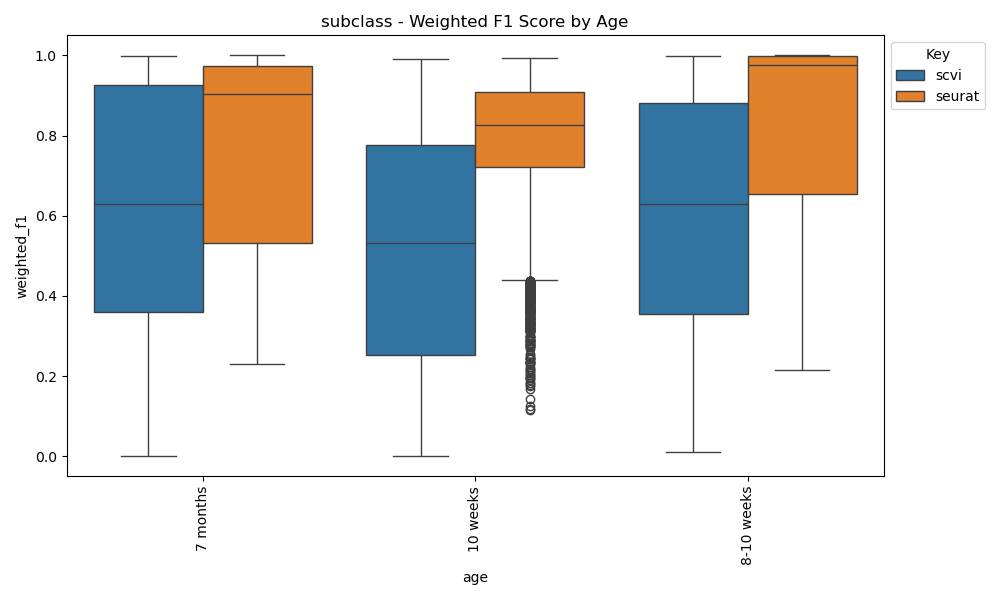 subclass - Weighted F1 Score by Age
Key
scvi
seurat
weighted_f1
1.0
0.8
0.6
0.4
0.2
0.0
7 months
10 weeks
8-10 weeks
age